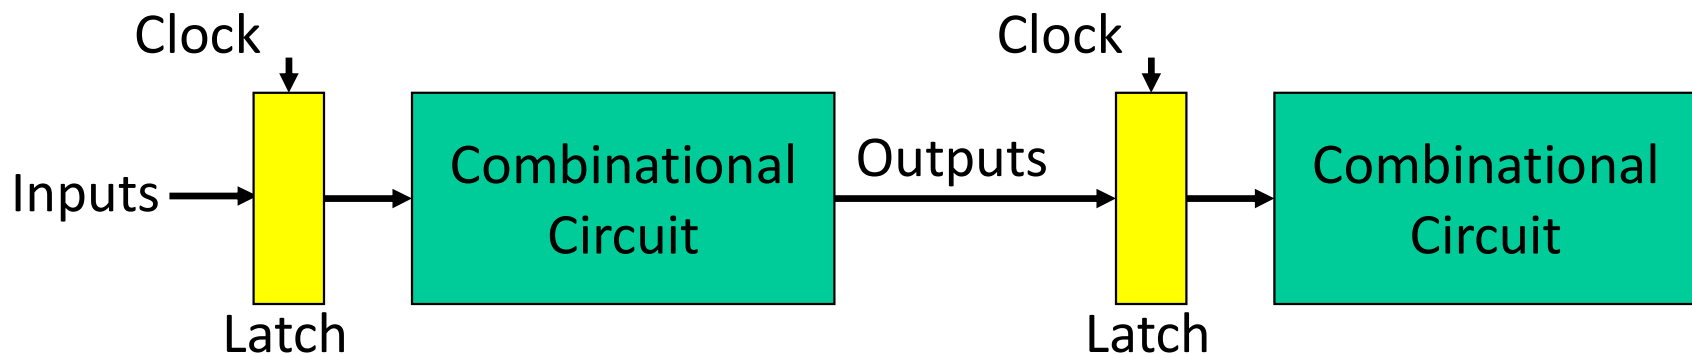 Clock
Clock
Inputs
Combinational
Circuit
Outputs
Combinational
Circuit
Latch
Latch